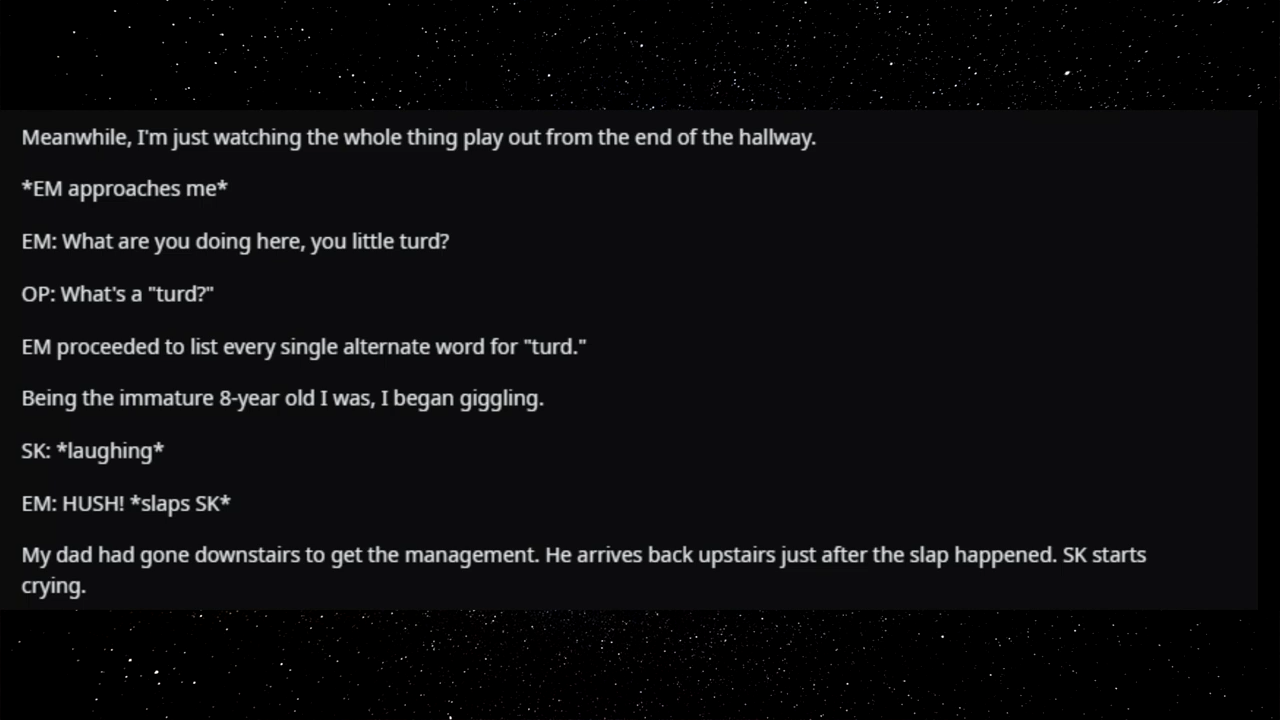 Meanwhile, I'm just watching the whole thing play out from the end of the hallway.
*EM approaches me*
EM: What are you doing here, you little turd?
OP: What's a "turd?"
EM proceeded to list every single alternate word for "turd."
Being the immature 8-year old I was, I began giggling.
SK: *laughing*
EM: HUSH! *slaps SK*
My dad had gone downstairs to get the management. He arrives back upstairs just after the slap happened. SK starts
crying.